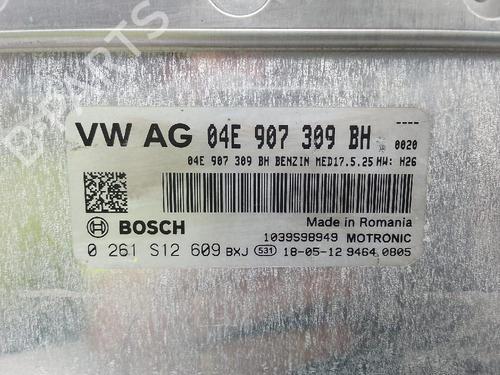 ----
VW AG 04E 907 309 BH 0020
04E 907 309 BH BENZIN MED17.5.25 HW: H26
BOSCH
Made in Romania
1039S98949 MOTRONIC
0 261 S12 609 BXJ 531 18-05-12 9464 0805
B-PARTS